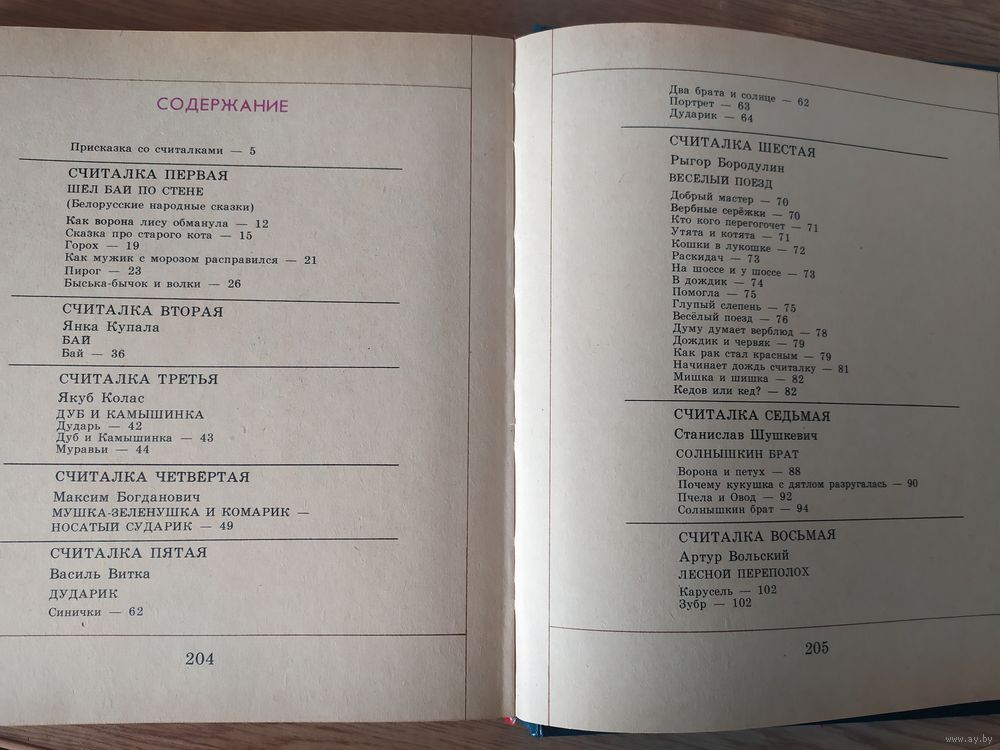 СОДЕРЖАНИЕ
Присказка со считалками — 5
СЧИТАЛКА ПЕРВАЯ
ШЁЛ БАЙ ПО СТЕНЕ
(Белорусские народные сказки)
Как ворона лису обманула — 12
Сказка про старого кота — 15
Горох — 19
Как мужик с морозом расправился — 21
Пирог — 23
Быська-бычок и волки — 26
СЧИТАЛКА ВТОРАЯ
Янка Купала
БАЙ
Бай — 36
СЧИТАЛКА ТРЕТЬЯ
Якуб Колас
ДУБ И КАМЫШИНКА
Дударь — 42
Дуб и Камышинка — 43
Муравьи — 44
СЧИТАЛКА ЧЕТВЁРТАЯ
Максим Богданович
МУШКА-ЗЕЛЕНУШКА И КОМАРИК —
НОСАТЫЙ СУДАРИК — 49
СЧИТАЛКА ПЯТАЯ
Василь Витка
ДУДАРИК
Синички — 62
204
Два брата и солнце — 62
Портрет — 63
Дударик — 64
СЧИТАЛКА ШЕСТАЯ
Рыгор Бородулин
ВЕСЕЛЫЙ ПОЕЗД
Добрый мастер — 70
Вербные серёжки — 70
Кто кого перегогочет — 71
Утята и котята — 71
Кошки в лукошке — 72
Раскидач — 73
На шоссе и у шоссе — 73
В дождик — 74
Помогла — 75
Глупый слепень — 75
Весёлый поезд — 76
Думу думает верблюд — 78
Дождик и червяк — 79
Как рак стал красным — 79
Начинает дождь считалку — 81
Мишка и шишка — 82
Кедов или кед? — 82
СЧИТАЛКА СЕДЬМАЯ
Станислав Шушкевич
СОЛНЫШКИН БРАТ
Ворона и петух — 88
Почему кукушка с дятлом разругалась — 90
Пчела и Овод — 92
Солнышкин брат — 94
СЧИТАЛКА ВОСЬМАЯ
Артур Вольский
ЛЕСНОЙ ПЕРЕПОЛОХ
Карусель — 102
Зубр — 102
205
www.ay.by